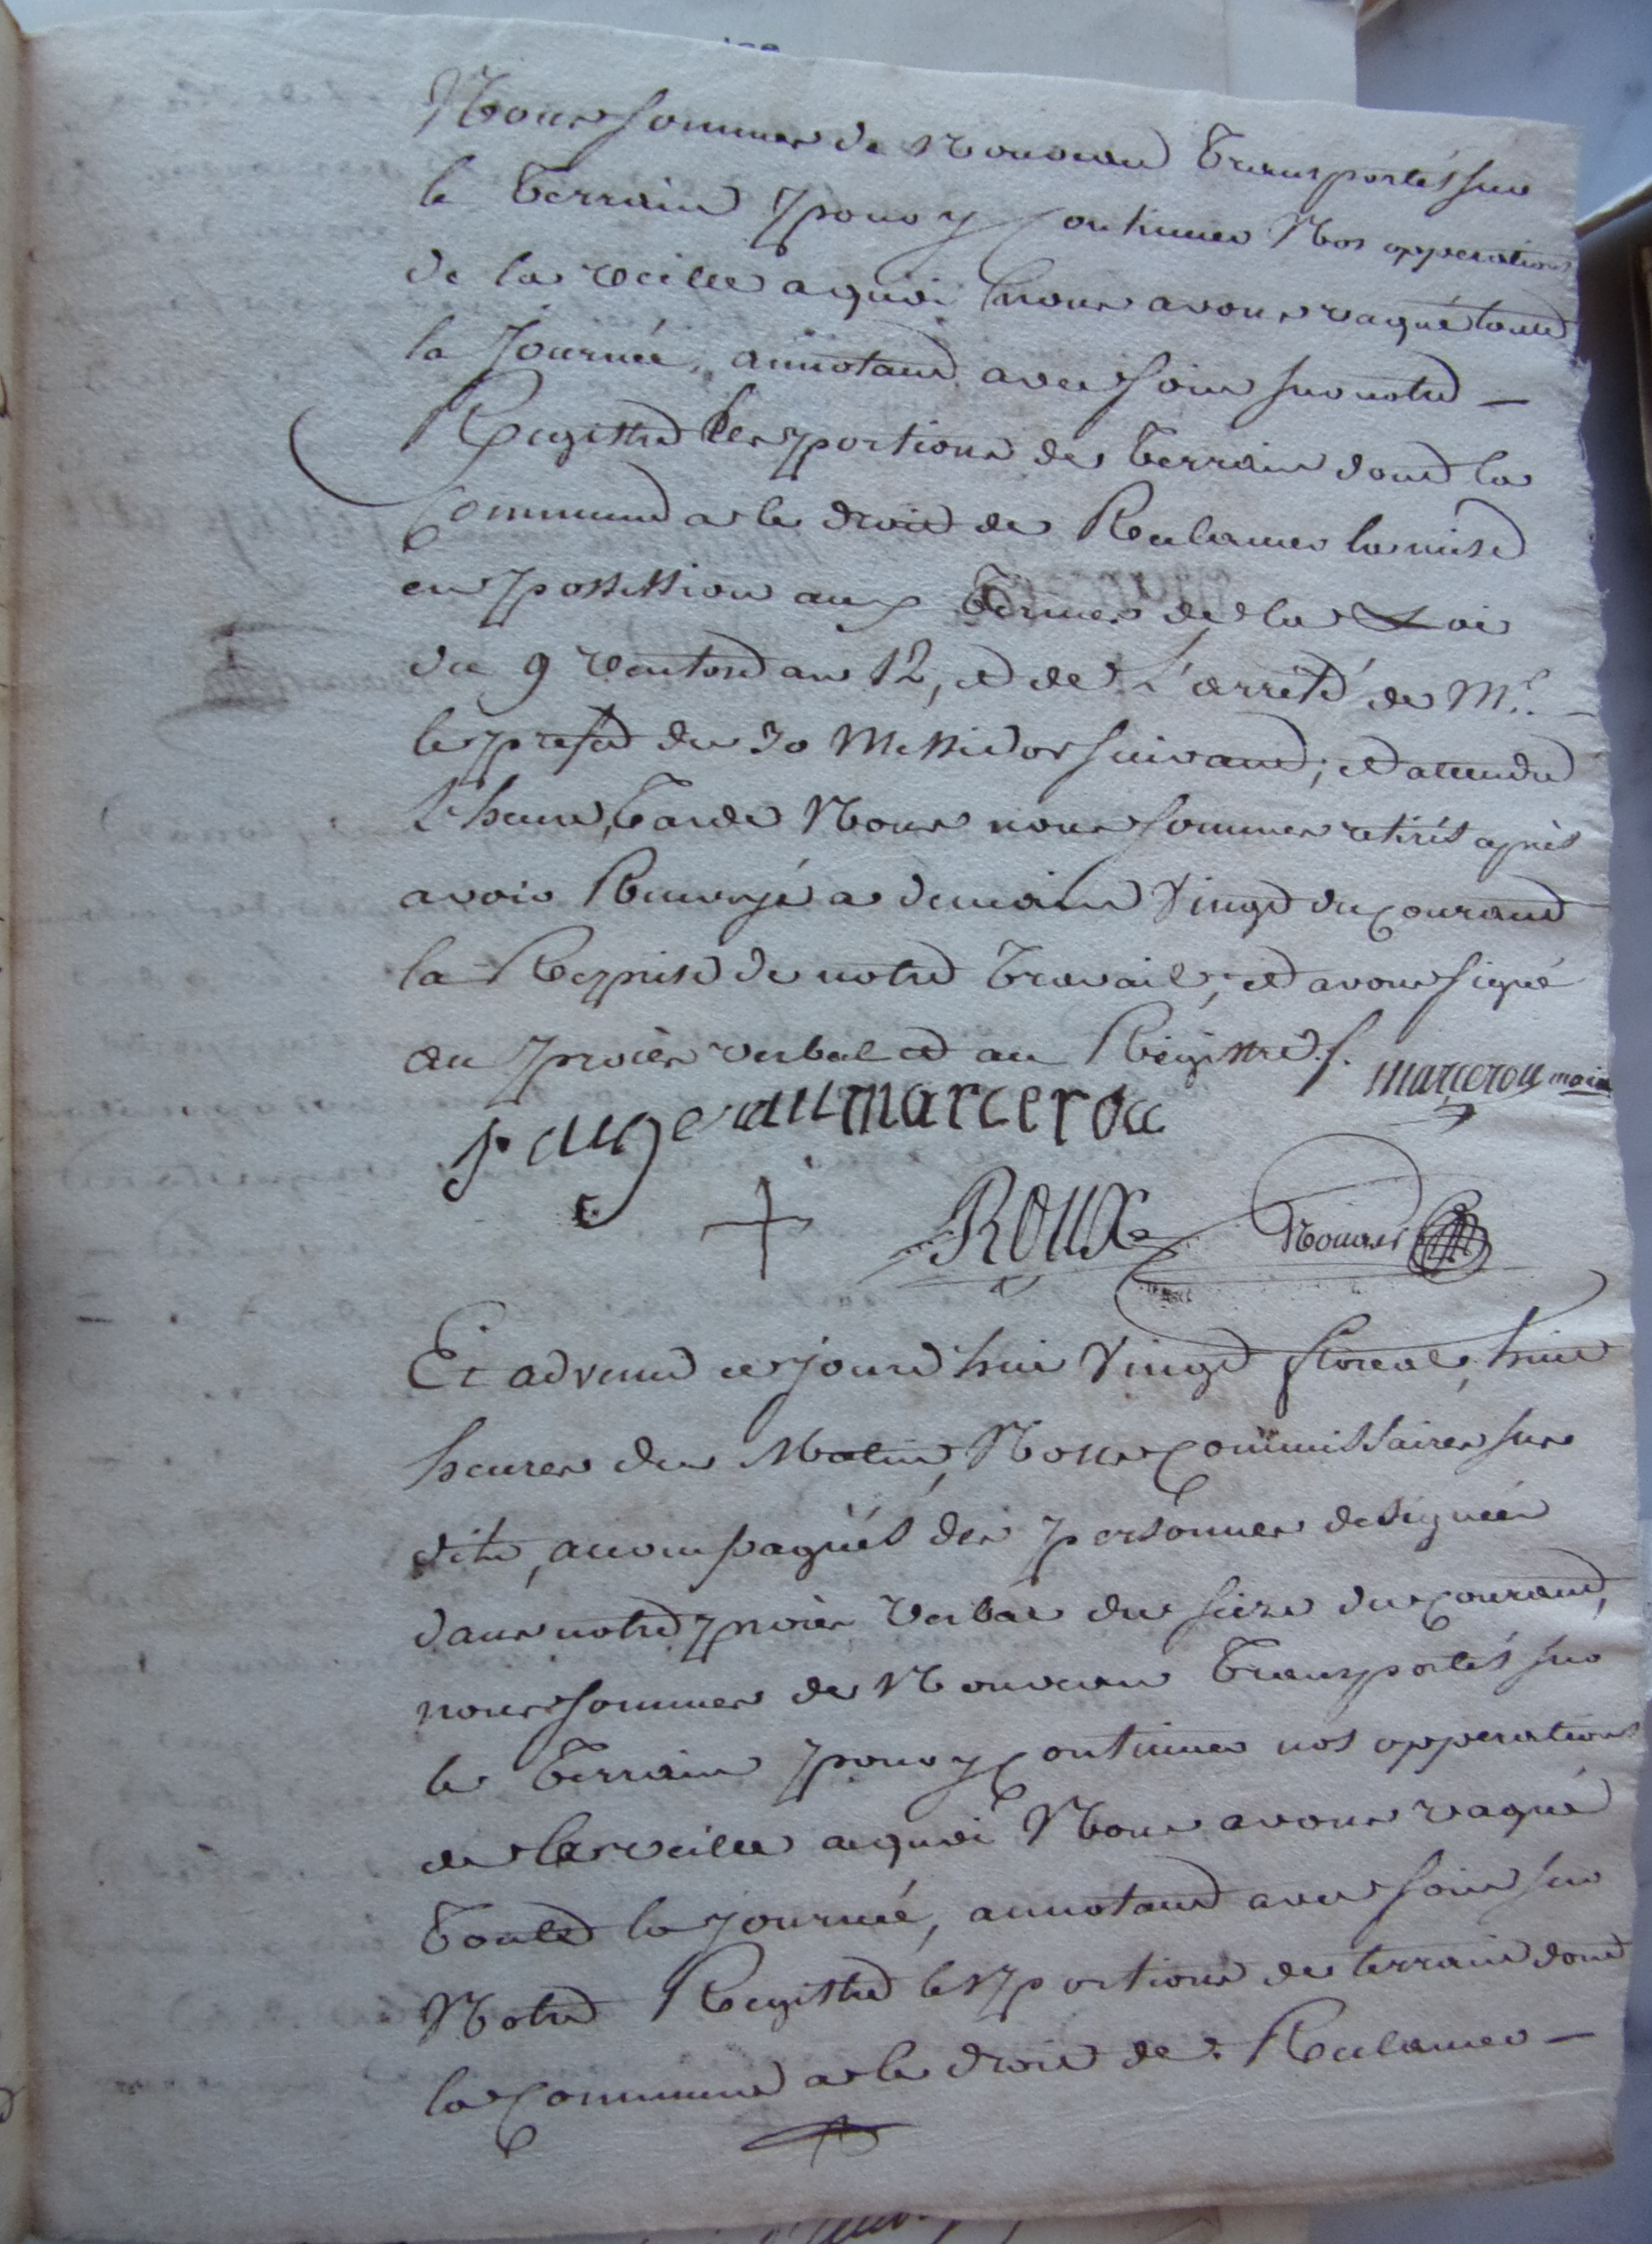 Nous sommes de Nouveau Transportés sur
le Terrain pour y Continuer Nos opperations
de la veille a quoi nous avons vaqué toute
la Journée, annotant avec soin sur notre —
Registre les portions de Terrain dont la
Commune a le droit de Reclamer la mise
en possession aux Termes de la Loi
du 9 Ventose an 12, et de L'arreté de Mr. —
le prefet du 30 Messidor suivant; et attendu
L'heure Tarde Nous nous sommes retirés après
avoir Renvoyé a demain Vingt du Courant
la Reprise de notre Travail; et avons signé
au procès verbal et au Régistre./.
marcerou maire
faugerau marcerou
+ ROUX
Et advenu ce jourd'hui Vingt floreal, huit
heures du Matin, Nous Commissaires sus
dits, accompagnés des personnes designées
dans notre procès Verbal du seize du Courant,
nous sommes de Nouveau Transportés sur
le Terrain pour y Continuer nos opperations
de la veille a quoi Nous avons vaqué
Toute la journée, annotant avec soin sur
Notre Registre les portions de terrain dont
la Commune a le droit de Reclamer —